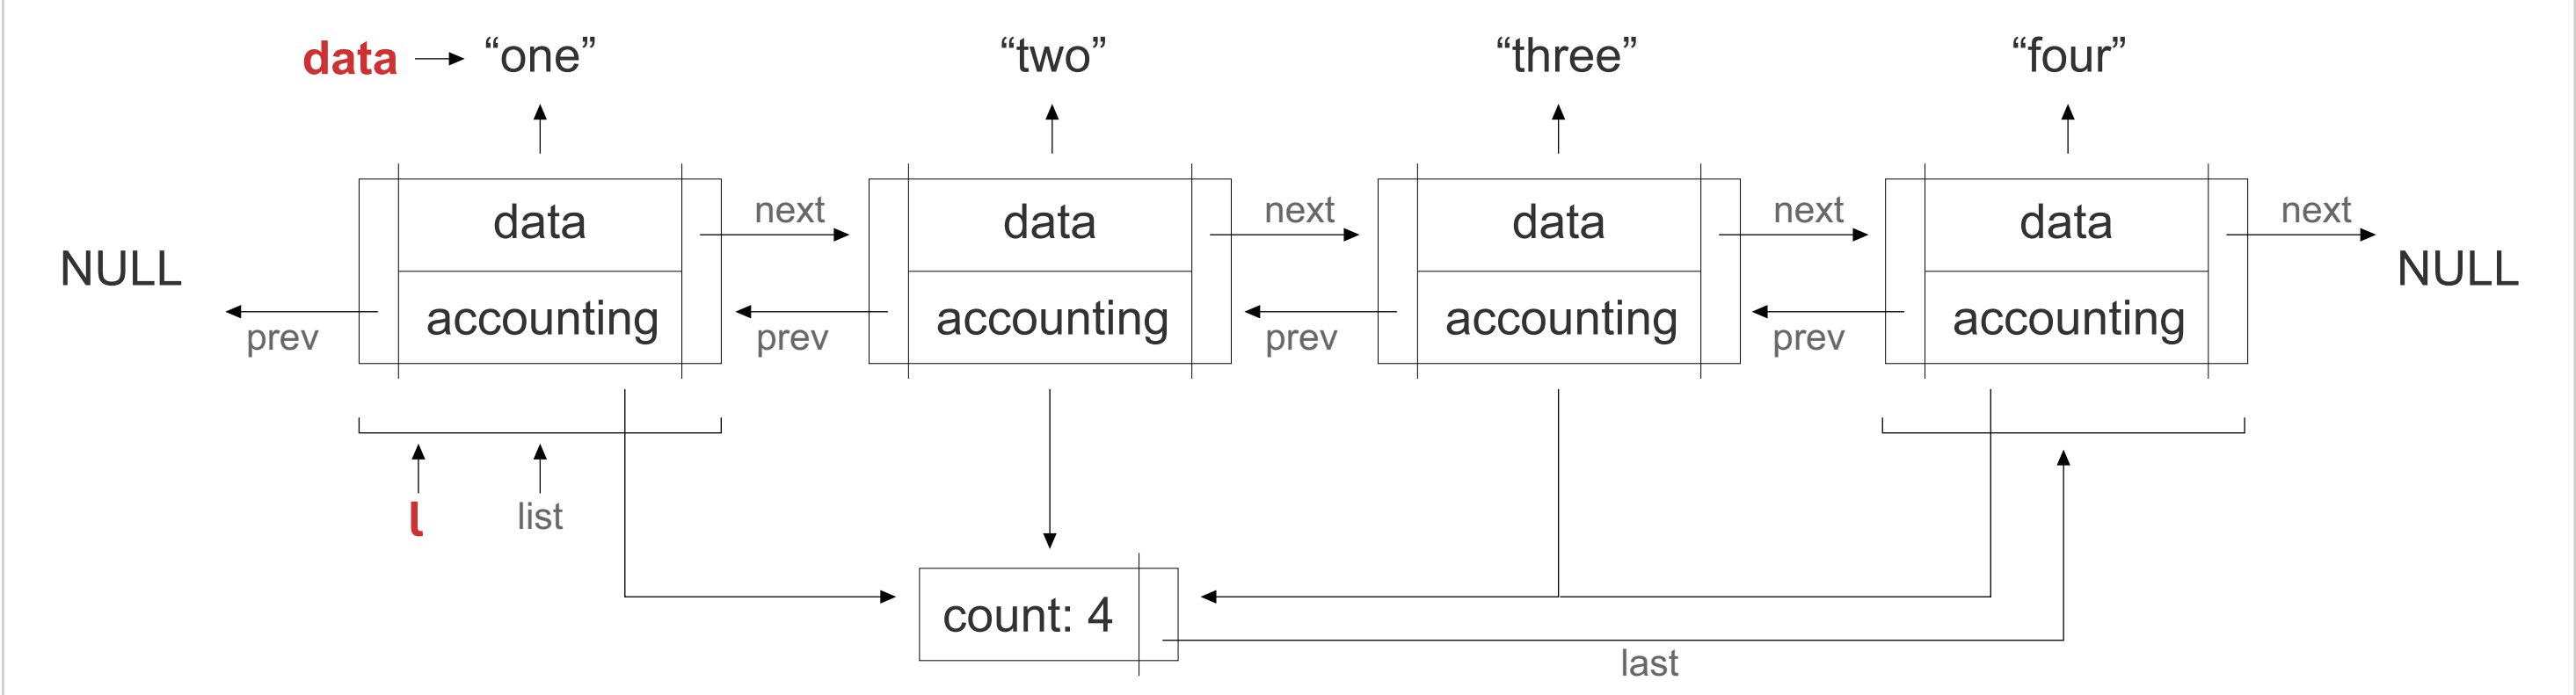 data “one” “two” “three” “four”
data next data next data next data next
NULL NULL
accounting accounting accounting accounting
prev prev prev prev
l list
count: 4
last